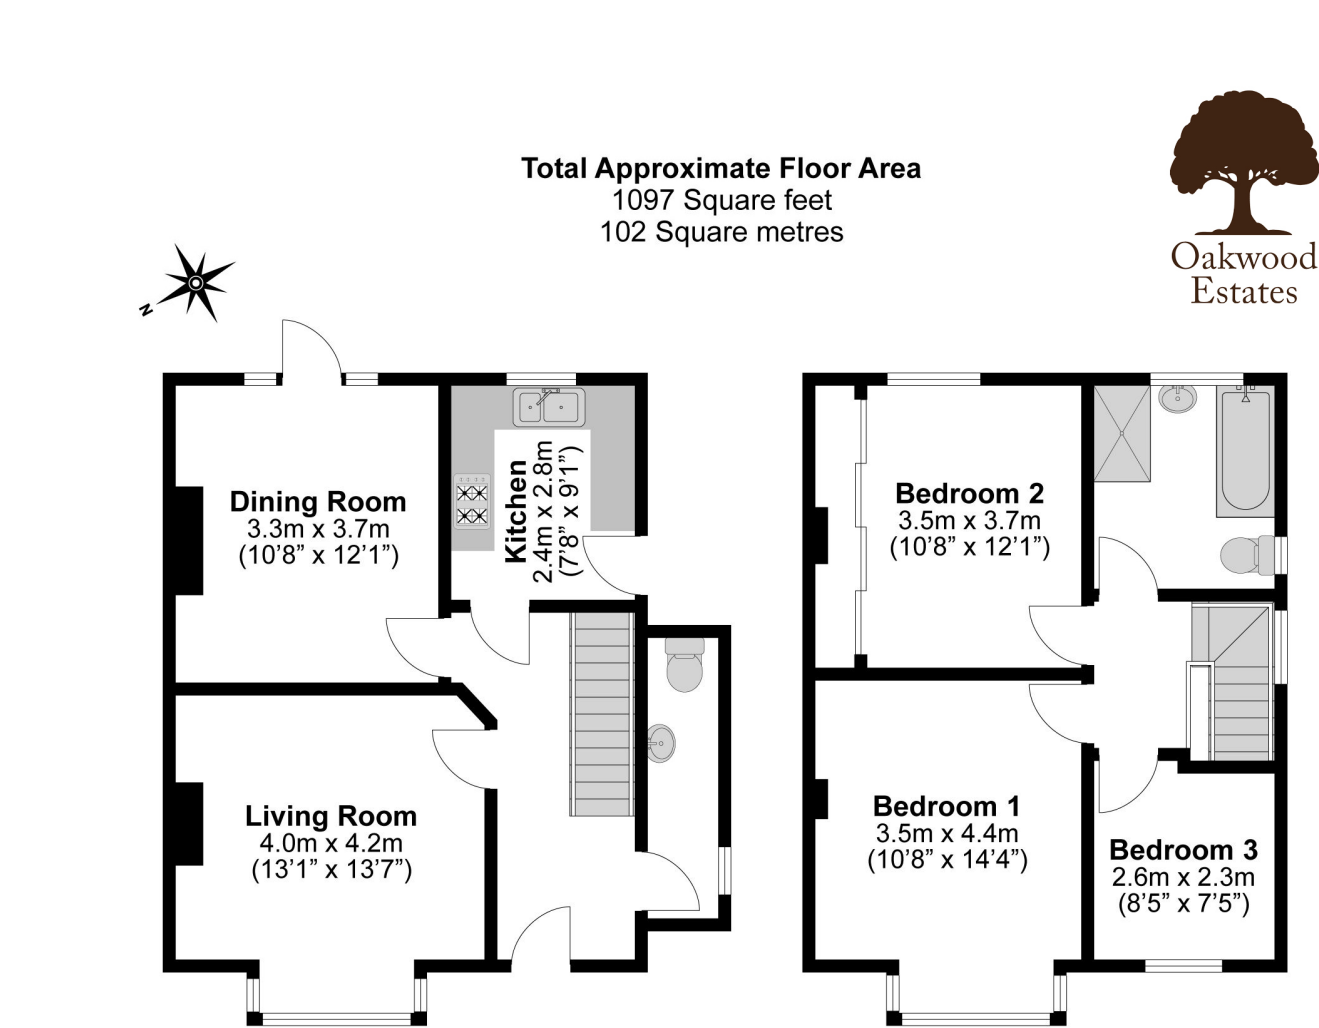 Total Approximate Floor Area
1097 Square feet
102 Square metres
Oakwood
Estates
N
Dining Room
3.3m x 3.7m
(10'8” x 12'1”)
Kitchen
2.4m x 2.8m
(7'8” x 9'1”)
Living Room
4.0m x 4.2m
(13'1” x 13'7”)
Bedroom 2
3.5m x 3.7m
(10'8” x 12'1”)
Bedroom 1
3.5m x 4.4m
(10'8” x 14'4”)
Bedroom 3
2.6m x 2.3m
(8'5” x 7'5”)